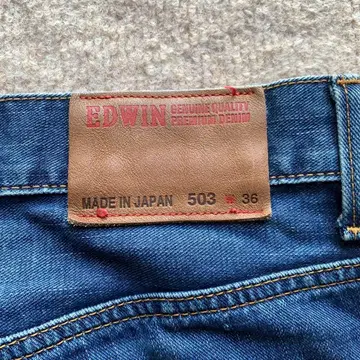 EDWIN GENUINE QUALITY
PREMIUM DENIM
MADE IN JAPAN 503 36